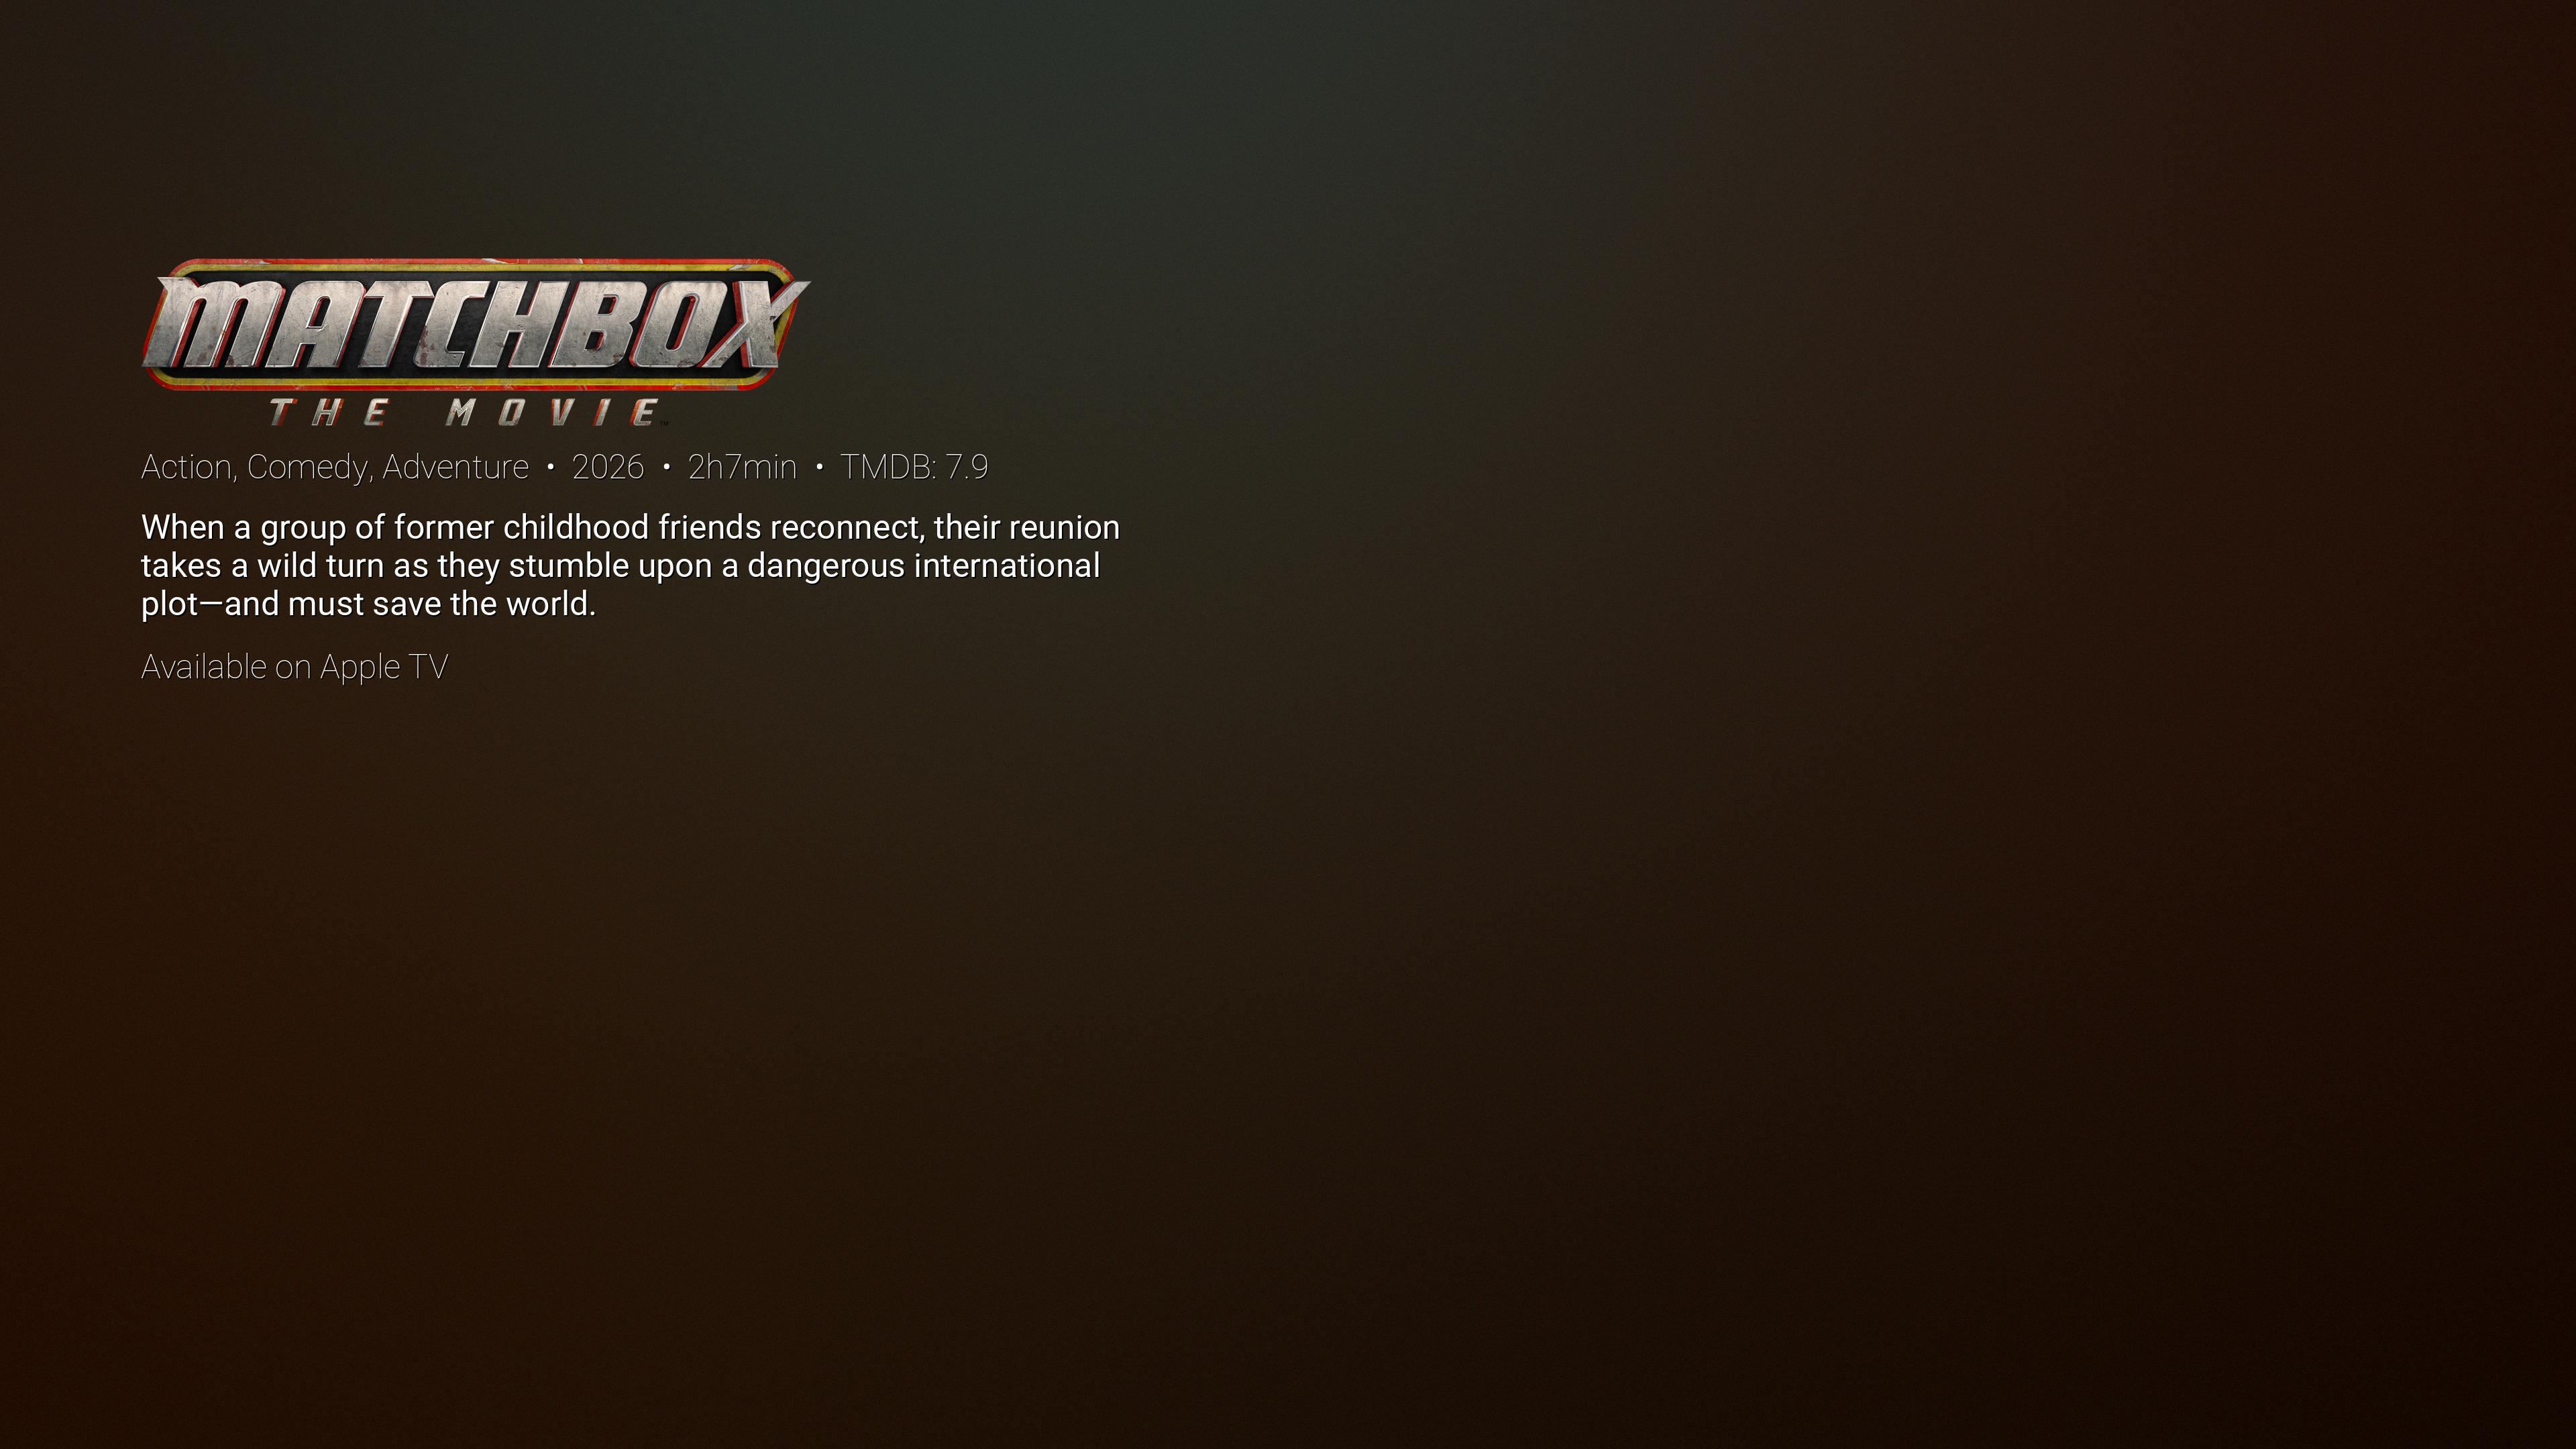 MATCHBOX
THE MOVIE™
Action, Comedy, Adventure • 2026 • 2h7min • TMDB: 7.9
When a group of former childhood friends reconnect, their reunion
takes a wild turn as they stumble upon a dangerous international
plot—and must save the world.
Available on Apple TV